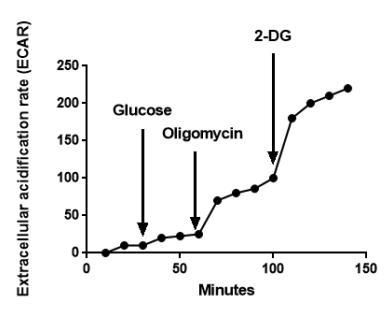 2-DG
Glucose
Oligomycin
Extracellular acidification rate (ECAR)
250
200
150
100
50
0
0 50 100 150
Minutes